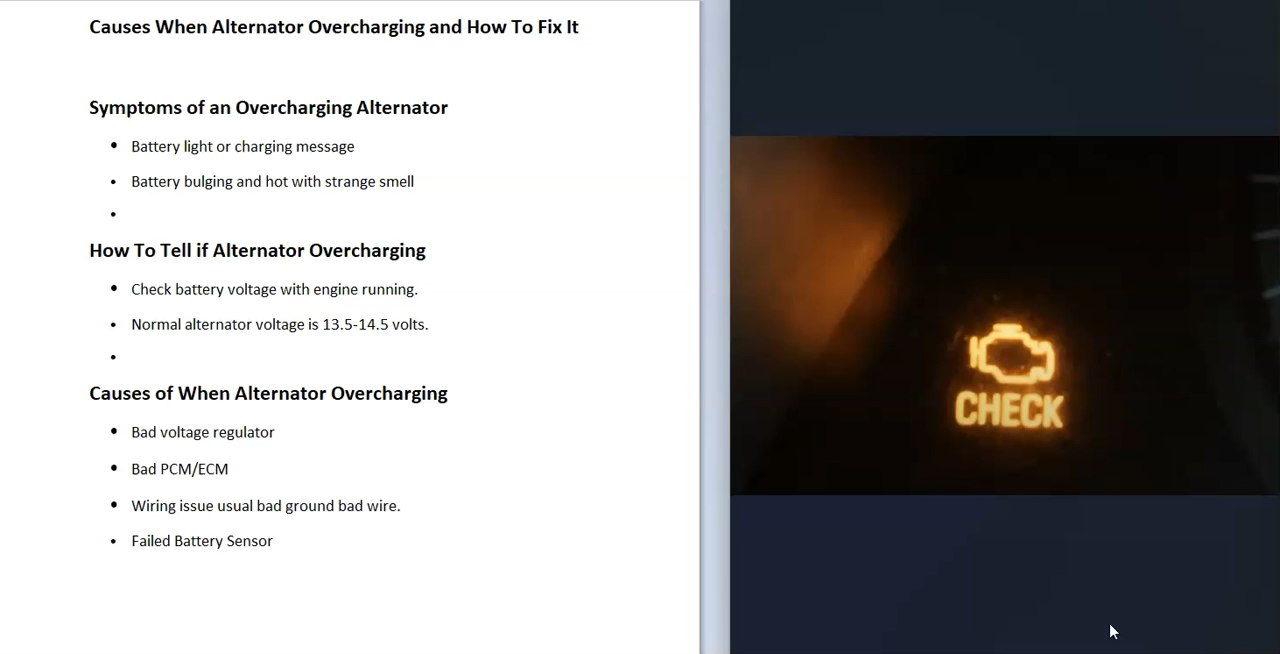 Causes When Alternator Overcharging and How To Fix It
Symptoms of an Overcharging Alternator
• Battery light or charging message
• Battery bulging and hot with strange smell
•
How To Tell if Alternator Overcharging
• Check battery voltage with engine running.
• Normal alternator voltage is 13.5-14.5 volts.
•
Causes of When Alternator Overcharging
• Bad voltage regulator
• Bad PCM/ECM
• Wiring issue usual bad ground bad wire.
• Failed Battery Sensor
CHECK